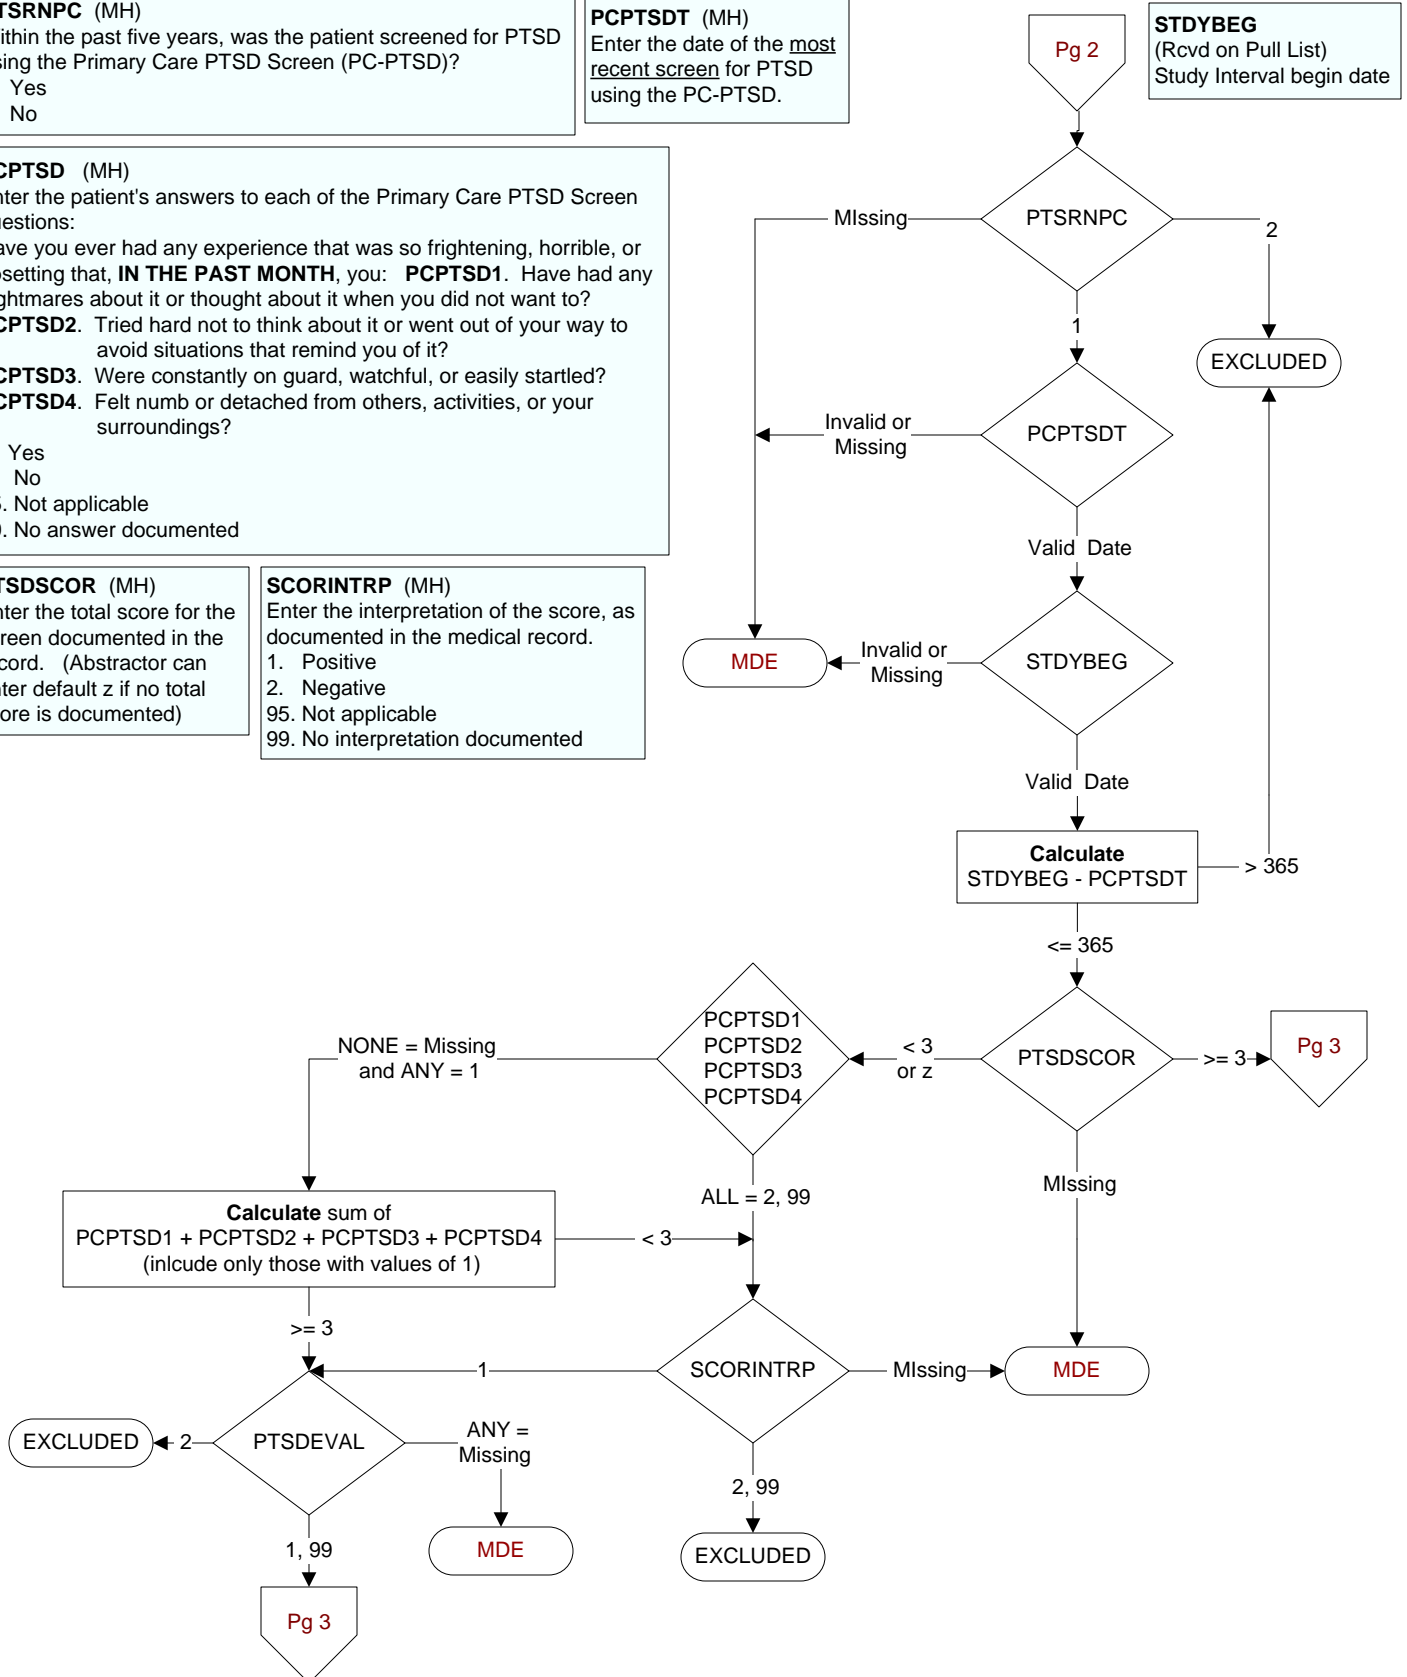 TSRNPC (MH)
ithin the past five years, was the patient screened for PTSD
sing the Primary Care PTSD Screen (PC-PTSD)?
Yes
No
PCPTSDT (MH)
Enter the date of the most
recent screen for PTSD
using the PC-PTSD.
Pg 2
STDYBEG
(Rcvd on Pull List)
Study Interval begin date
CPTSD (MH)
nter the patient's answers to each of the Primary Care PTSD Screen
uestions:
ave you ever had any experience that was so frightening, horrible, or
psetting that, IN THE PAST MONTH, you: PCPTSD1. Have had any
ghtmares about it or thought about it when you did not want to?
CPTSD2. Tried hard not to think about it or went out of your way to
avoid situations that remind you of it?
CPTSD3. Were constantly on guard, watchful, or easily startled?
CPTSD4. Felt numb or detached from others, activities, or your
surroundings?
Yes
No
. Not applicable
. No answer documented
TSDSCOR (MH)
nter the total score for the
reen documented in the
cord. (Abstractor can
nter default z if no total
ore is documented)
SCORINTRP (MH)
Enter the interpretation of the score, as
documented in the medical record.
1. Positive
2. Negative
95. Not applicable
99. No interpretation documented
MIssing
PTSRNPC
2
1
EXCLUDED
Invalid or
Missing
PCPTSDT
Valid Date
MDE
Invalid or
Missing
STDYBEG
Valid Date
Calculate
STDYBEG - PCPTSDT
> 365
<= 365
NONE = Missing
and ANY = 1
PCPTSD1
PCPTSD2
PCPTSD3
PCPTSD4
< 3
or z
PTSDSCOR
>= 3
Pg 3
ALL = 2, 99
MIssing
Calculate sum of
PCPTSD1 + PCPTSD2 + PCPTSD3 + PCPTSD4
(inlcude only those with values of 1)
< 3
>= 3
1
SCORINTRP
MIssing
MDE
EXCLUDED
2
PTSDEVAL
ANY =
Missing
2, 99
1, 99
MDE
EXCLUDED
Pg 3